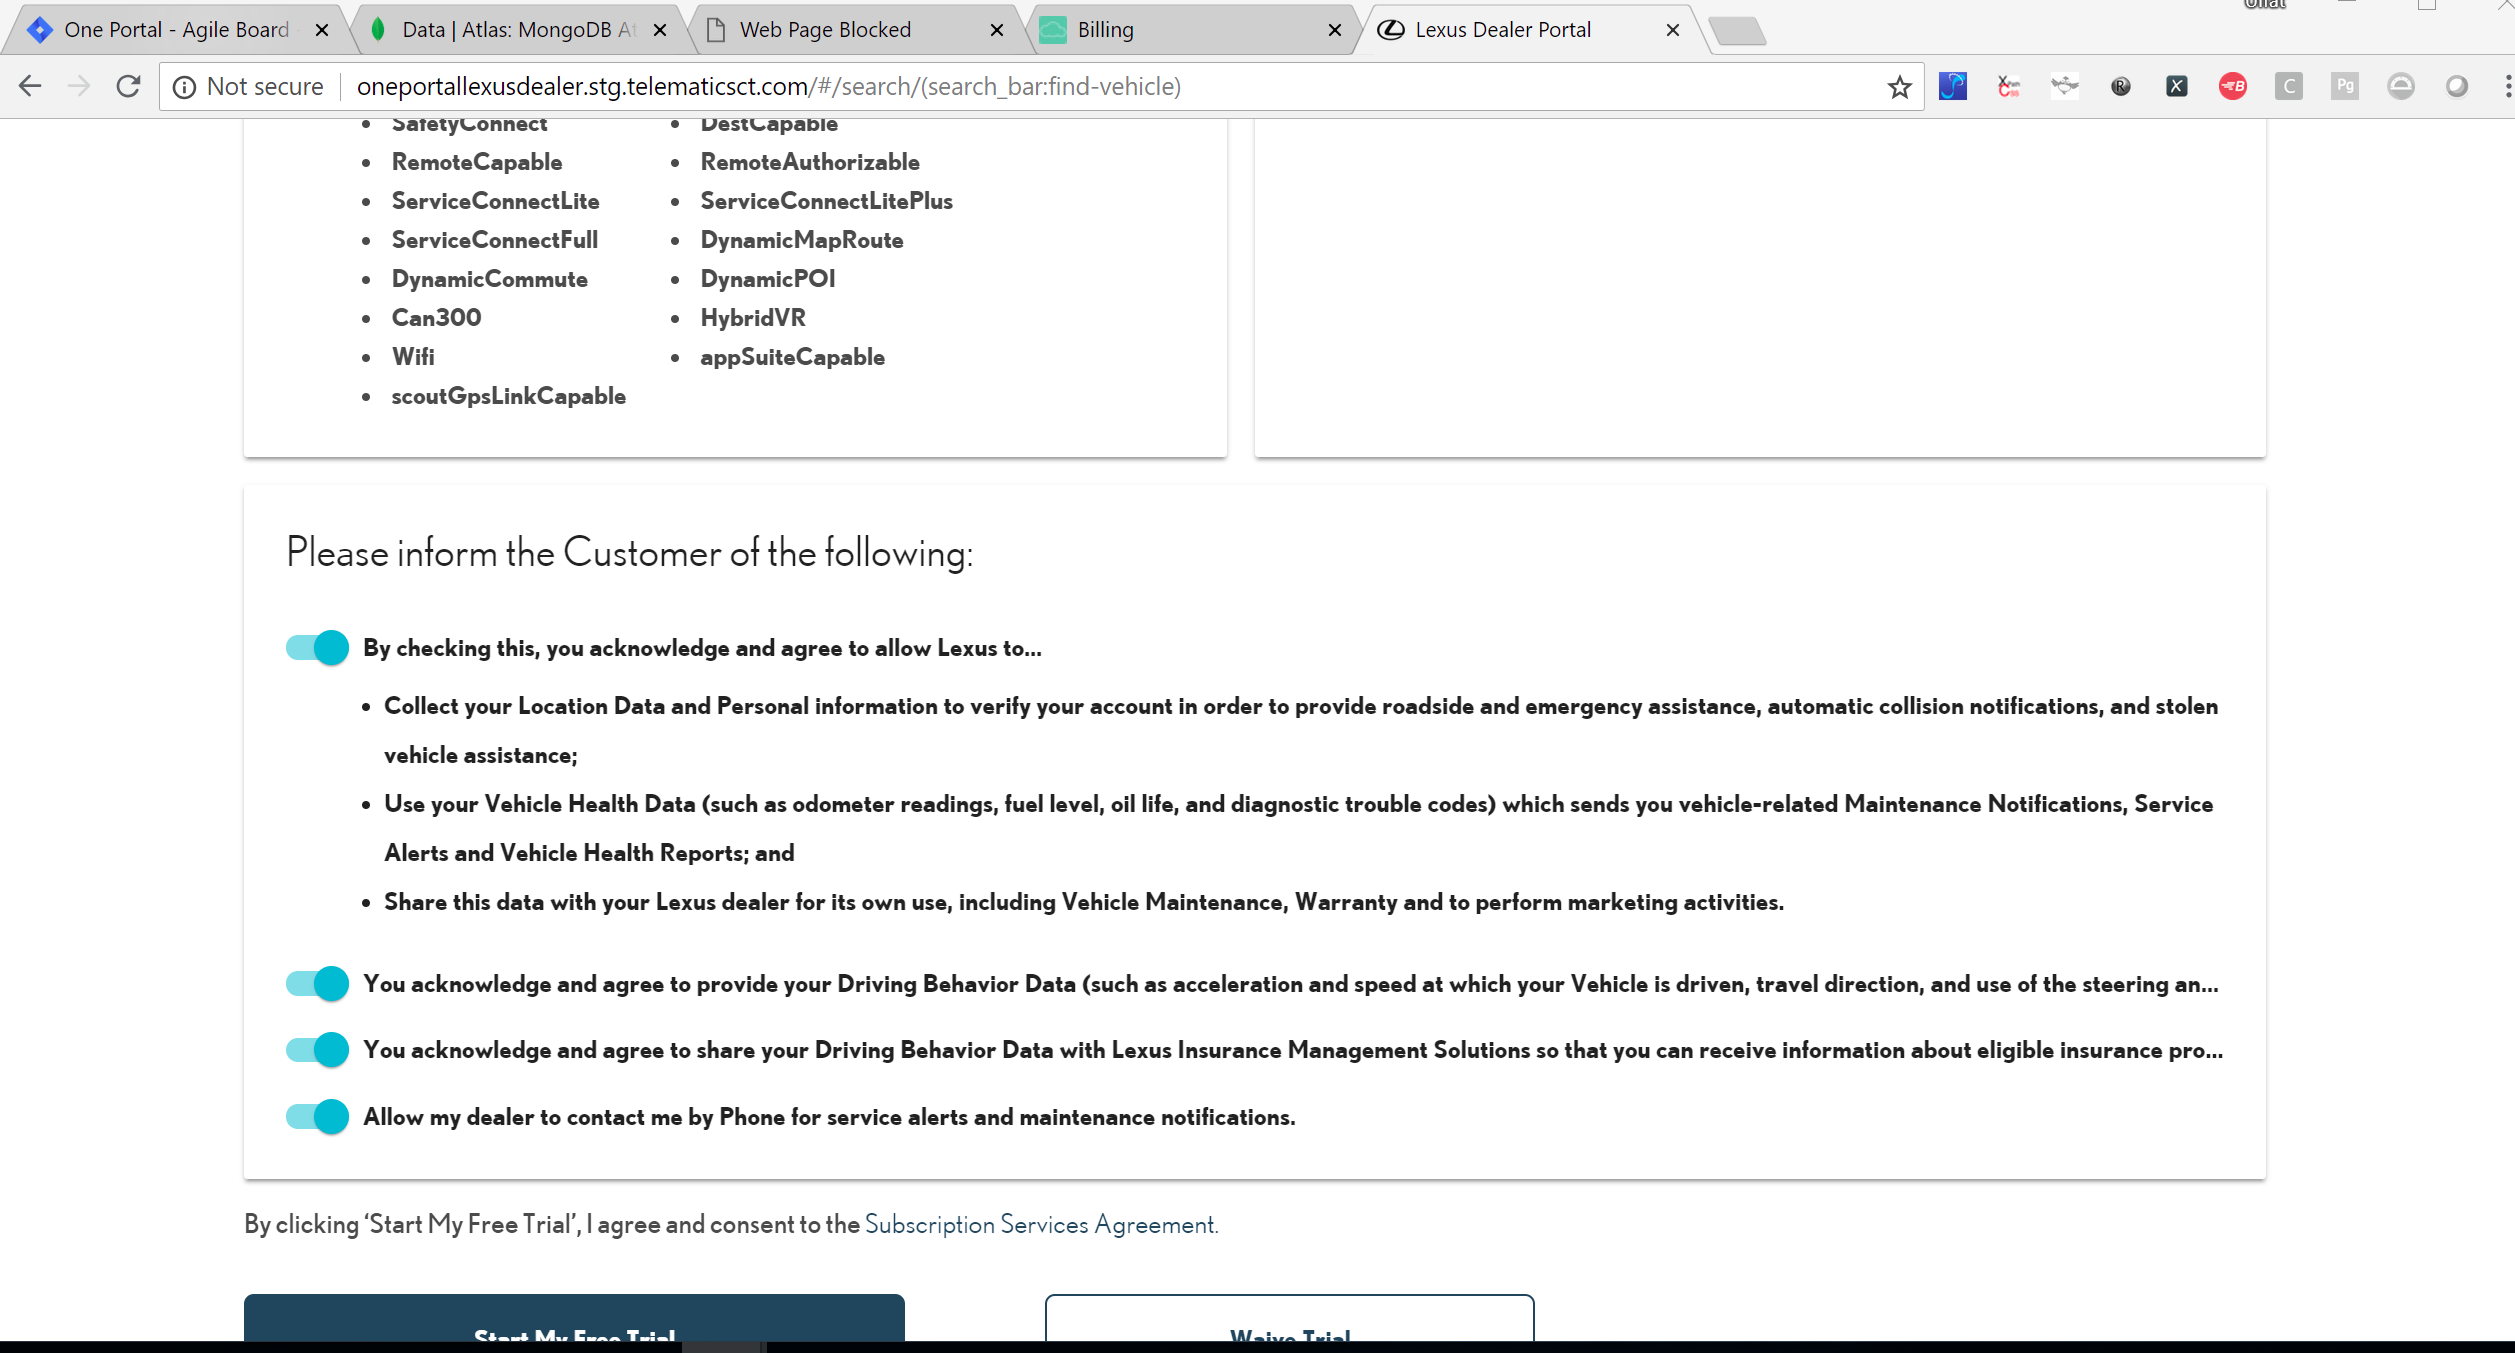 One Portal - Agile Board
Data | Atlas: MongoDB At
Web Page Blocked
Billing
Lexus Dealer Portal
Not secure
oneportallexusdealer.stg.telematicsct.com/#/search/(search_bar:find-vehicle)
SafetyConnect
DestCapable
RemoteCapable
RemoteAuthorizable
ServiceConnectLite
ServiceConnectLitePlus
ServiceConnectFull
DynamicMapRoute
DynamicCommute
DynamicPOI
Can300
HybridVR
Wifi
appSuiteCapable
scoutGpsLinkCapable
Please inform the Customer of the following:
By checking this, you acknowledge and agree to allow Lexus to...
Collect your Location Data and Personal information to verify your account in order to provide roadside and emergency assistance, automatic collision notifications, and stolen
vehicle assistance;
Use your Vehicle Health Data (such as odometer readings, fuel level, oil life, and diagnostic trouble codes) which sends you vehicle-related Maintenance Notifications, Service
Alerts and Vehicle Health Reports; and
Share this data with your Lexus dealer for its own use, including Vehicle Maintenance, Warranty and to perform marketing activities.
You acknowledge and agree to provide your Driving Behavior Data (such as acceleration and speed at which your Vehicle is driven, travel direction, and use of the steering an...
You acknowledge and agree to share your Driving Behavior Data with Lexus Insurance Management Solutions so that you can receive information about eligible insurance pro...
Allow my dealer to contact me by Phone for service alerts and maintenance notifications.
By clicking ‘Start My Free Trial’, I agree and consent to the Subscription Services Agreement.
Start My Free Trial
Waive Trial